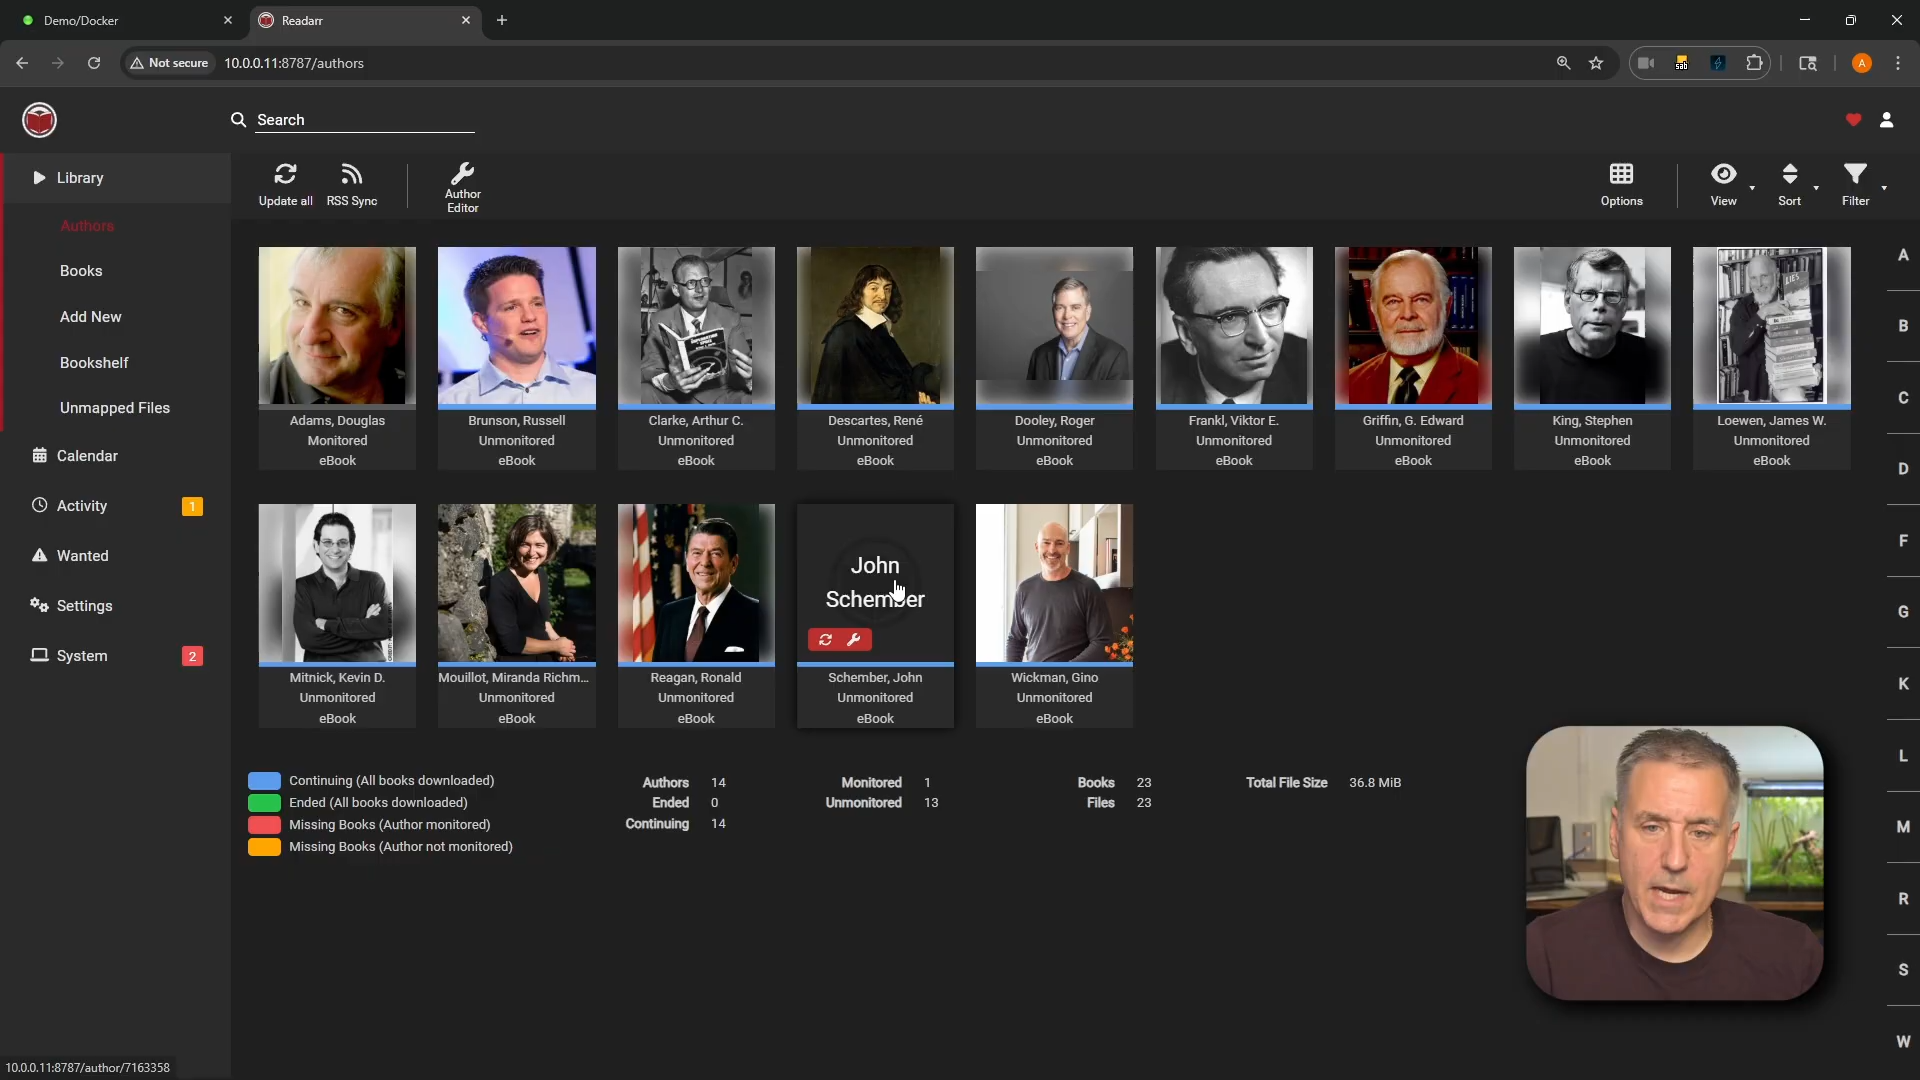 Demo/Docker
Readarr
Not secure
10.0.0.11:8787/authors
sab
A
Search
Library
Authors
Books
Add New
Bookshelf
Unmapped Files
Calendar
Activity 1
Wanted
Settings
System 2
Update all
RSS Sync
Author
Editor
Options
View
Sort
Filter
Adams, Douglas
Monitored
eBook
Brunson, Russell
Unmonitored
eBook
Clarke, Arthur C.
Unmonitored
eBook
Descartes, René
Unmonitored
eBook
Dooley, Roger
Unmonitored
eBook
Frankl, Viktor E.
Unmonitored
eBook
Griffin, G. Edward
Unmonitored
eBook
King, Stephen
Unmonitored
eBook
LIES
Loewen, James W.
Unmonitored
eBook
Mitnick, Kevin D.
Unmonitored
eBook
Mouillot, Miranda Richm...
Unmonitored
eBook
Reagan, Ronald
Unmonitored
eBook
John
Schember
Schember, John
Unmonitored
eBook
Wickman, Gino
Unmonitored
eBook
Continuing (All books downloaded)
Ended (All books downloaded)
Missing Books (Author monitored)
Missing Books (Author not monitored)
Authors 14
Ended 0
Continuing 14
Monitored 1
Unmonitored 13
Books 23
Files 23
Total File Size 36.8 MiB
A
B
C
D
F
G
K
L
M
R
S
W
10.0.0.11:8787/author/7163358